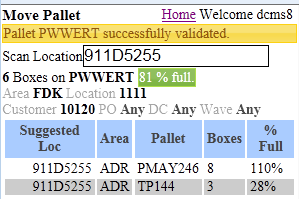 Move Pallet Home Welcome dcms8
Pallet PWWERT successfully validated.
Scan Location 911D5255
6 Boxes on PWWERT 81 % full.
Area FDK Location 1111
Customer 10120 PO Any DC Any Wave Any
Suggested Loc Area Pallet Boxes % Full
911D5255 ADR PMAY246 8 110%
911D5255 ADR TP144 3 28%